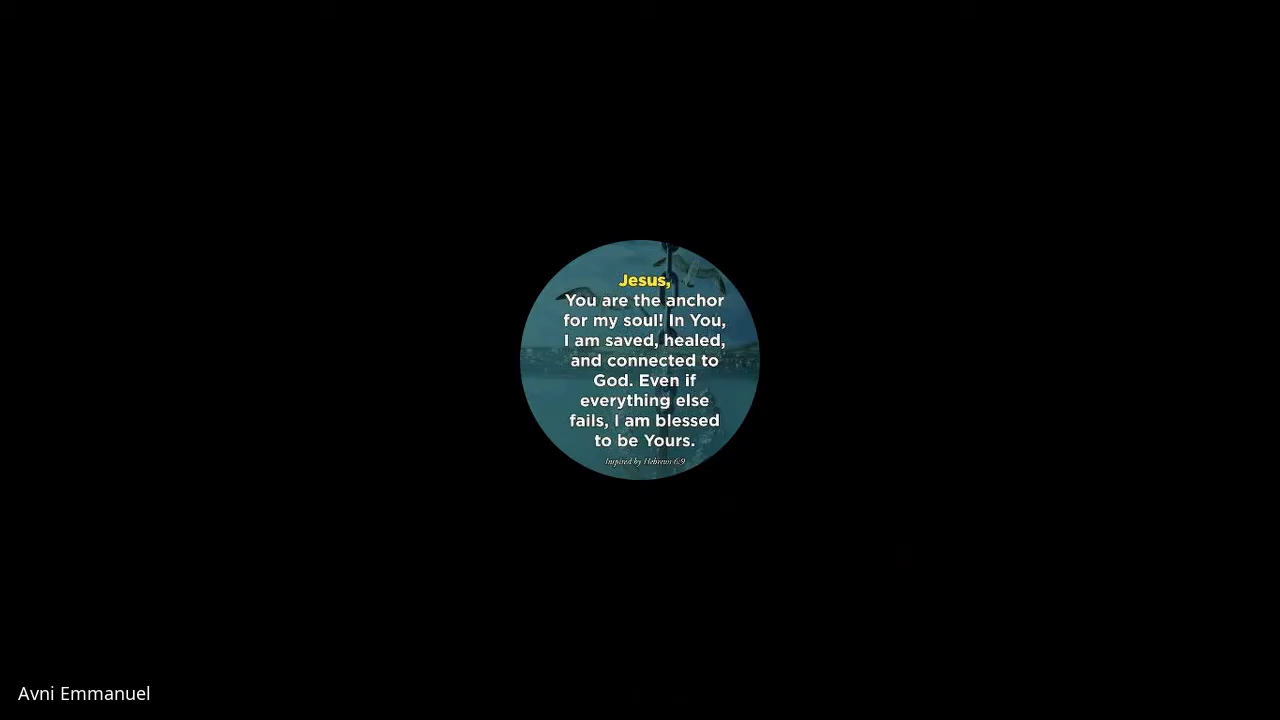 Jesus,
You are the anchor
for my soul! In You,
I am saved, healed,
and connected to
God. Even if
everything else
fails, I am blessed
to be Yours.
Inspired by Hebrews 6:9
Avni Emmanuel